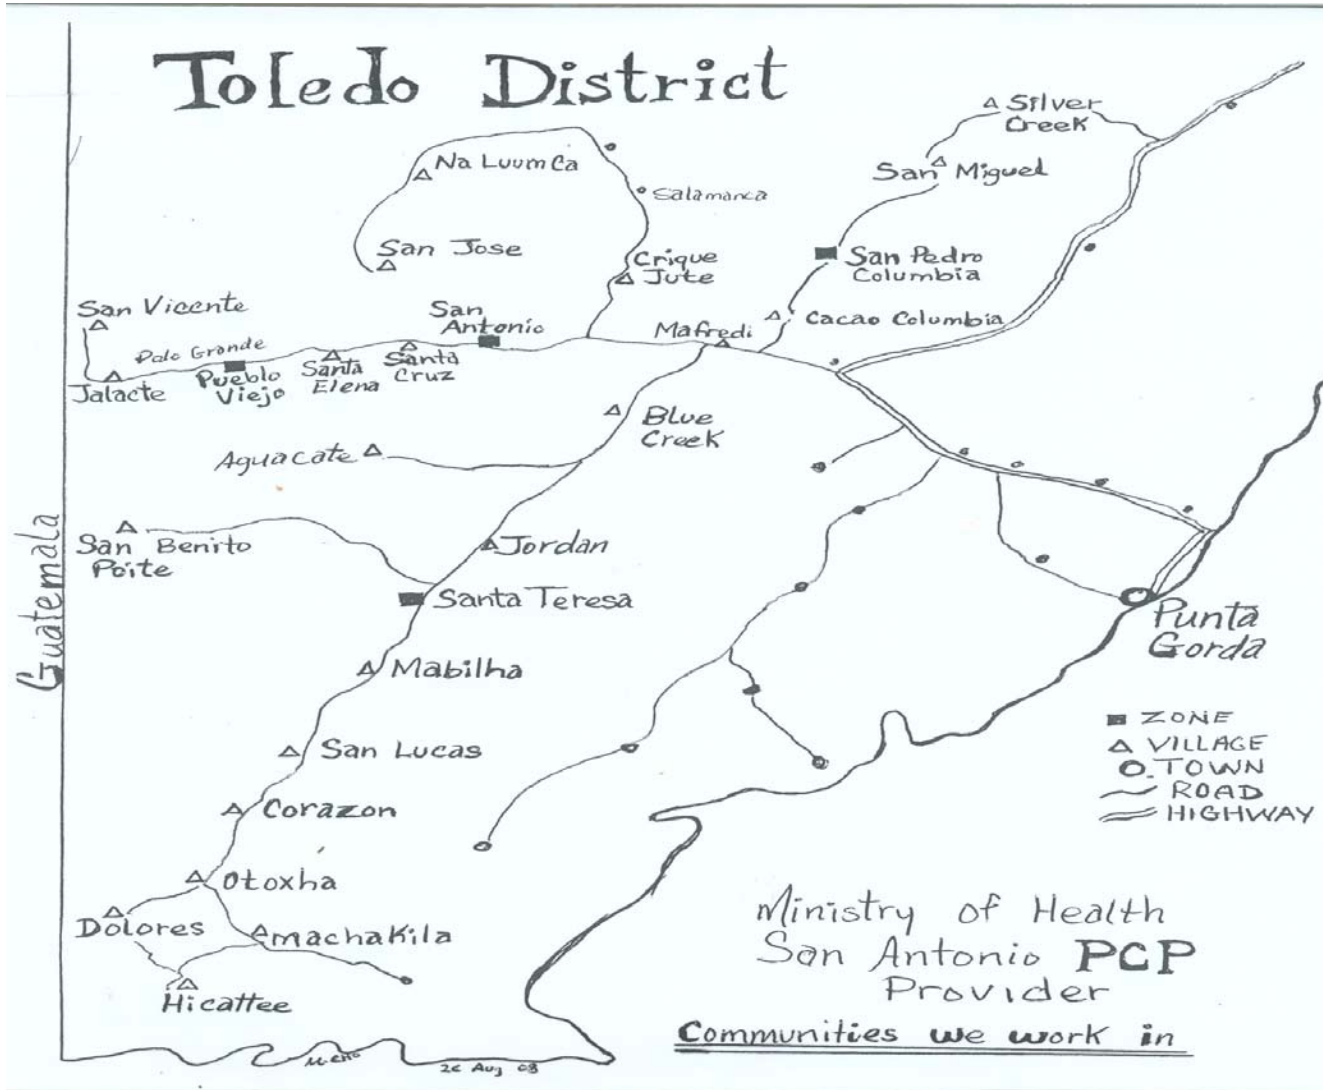 Toledo District
Silver
Creek
Na Luum Ca
San Miguel
Salamanca
San Jose
Crique
Jute
San Pedro
Columbia
San Vicente
San
Antonio
Mafredi
Cacao Columbia
Palo Grande
Jalacte
Pueblo
Viejo
Santa
Elena
Santa
Cruz
Blue
Creek
Aguacate
San Benito
Poite
Jordan
Guatemala
Santa Teresa
Punta
Gorda
Mabilha
San Lucas
Corazon
ZONE
VILLAGE
TOWN
ROAD
HIGHWAY
Otoxha
Dolores
Amachakila
Hicattee
Ministry of Health
San Antonio PCP
Provider
Communities we work in
Aug 08